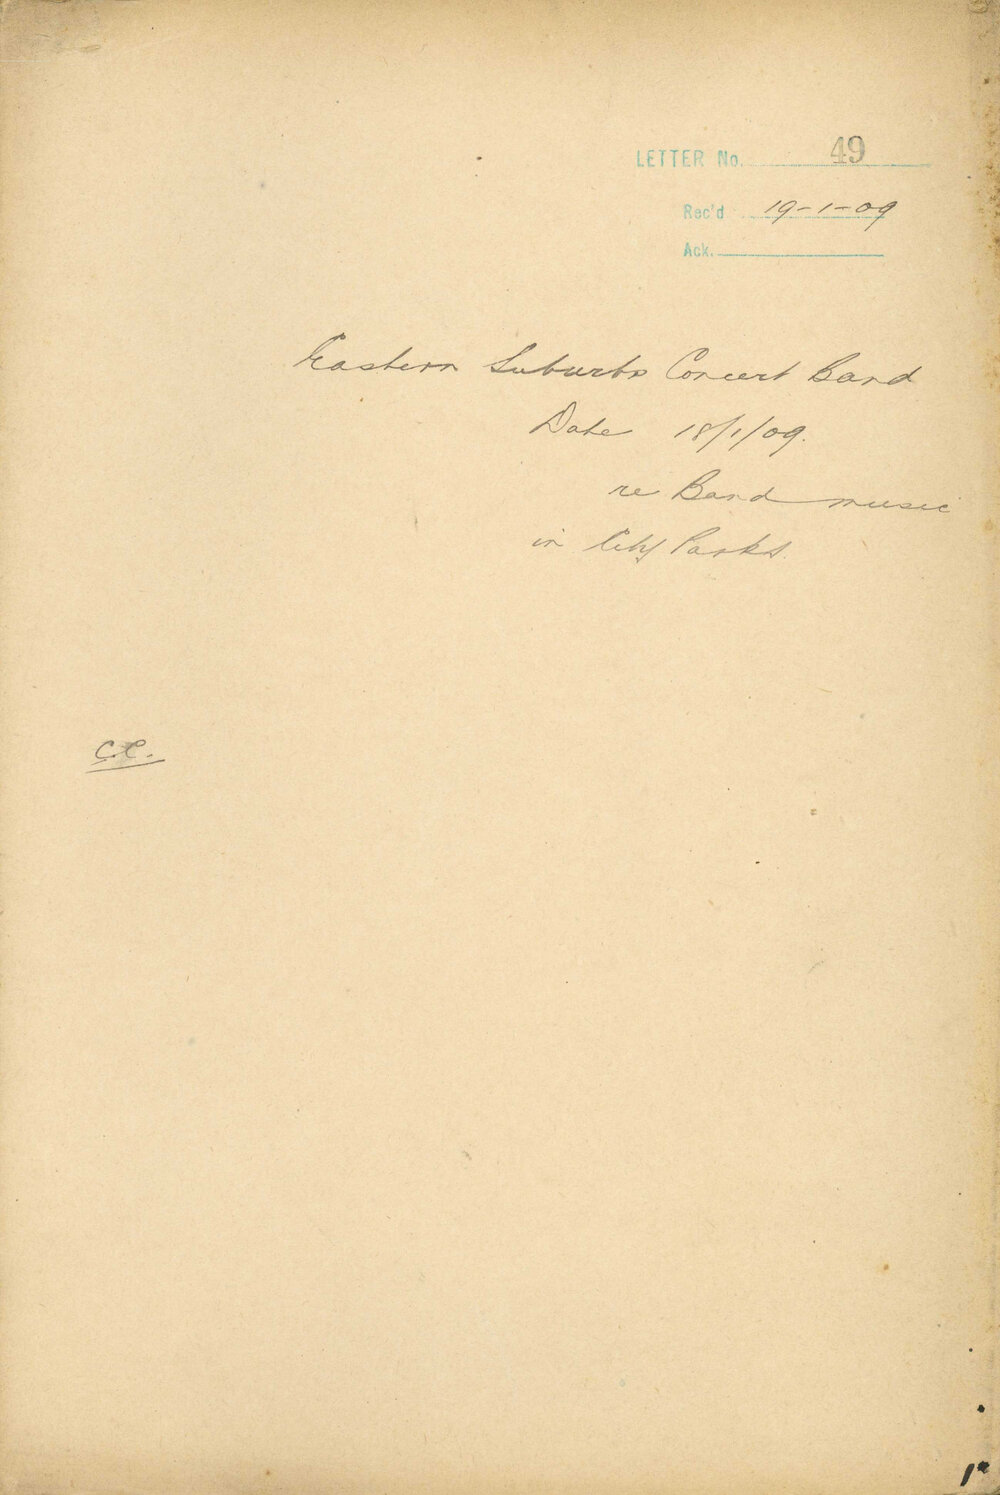 LETTER No. 49
Rec'd 19-1-09
Ack.
Eastern Suburbs Concert Band
Date 18/1/09.
re Band music
in City Parks.
C.C.